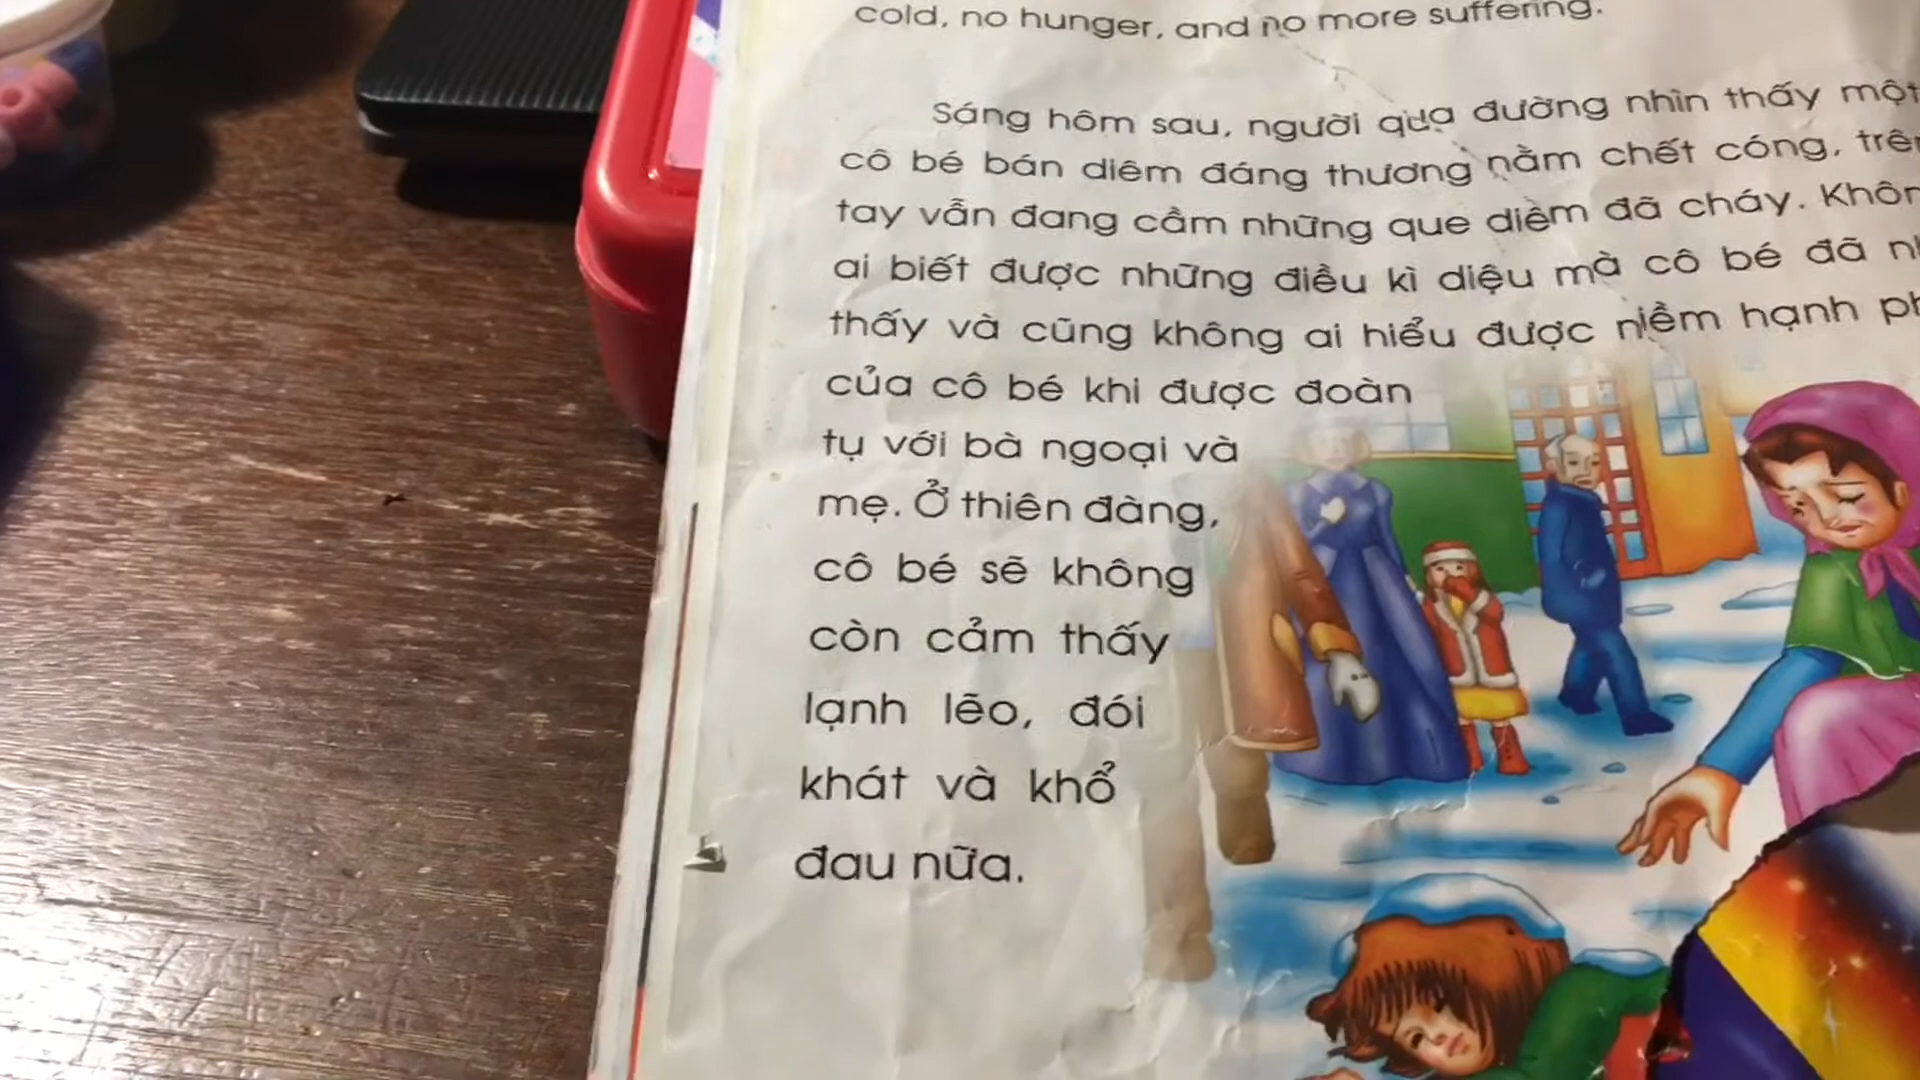 cold, no hunger, and no more suffering.
Sáng hôm sau, người qua đường nhìn thấy một
cô bé bán diêm đáng thương nằm chết cóng, trên
tay vẫn đang cầm những que diêm đã cháy. Khôn
ai biết được những điều kì diệu mà cô bé đã
thấy và cũng không ai hiểu được niềm hạnh
của cô bé khi được đoàn
tụ với bà ngoại và
mẹ. Ở thiên đàng,
cô bé sẽ không
còn cảm thấy
lạnh lẽo, đói
khát và khổ
đau nữa.